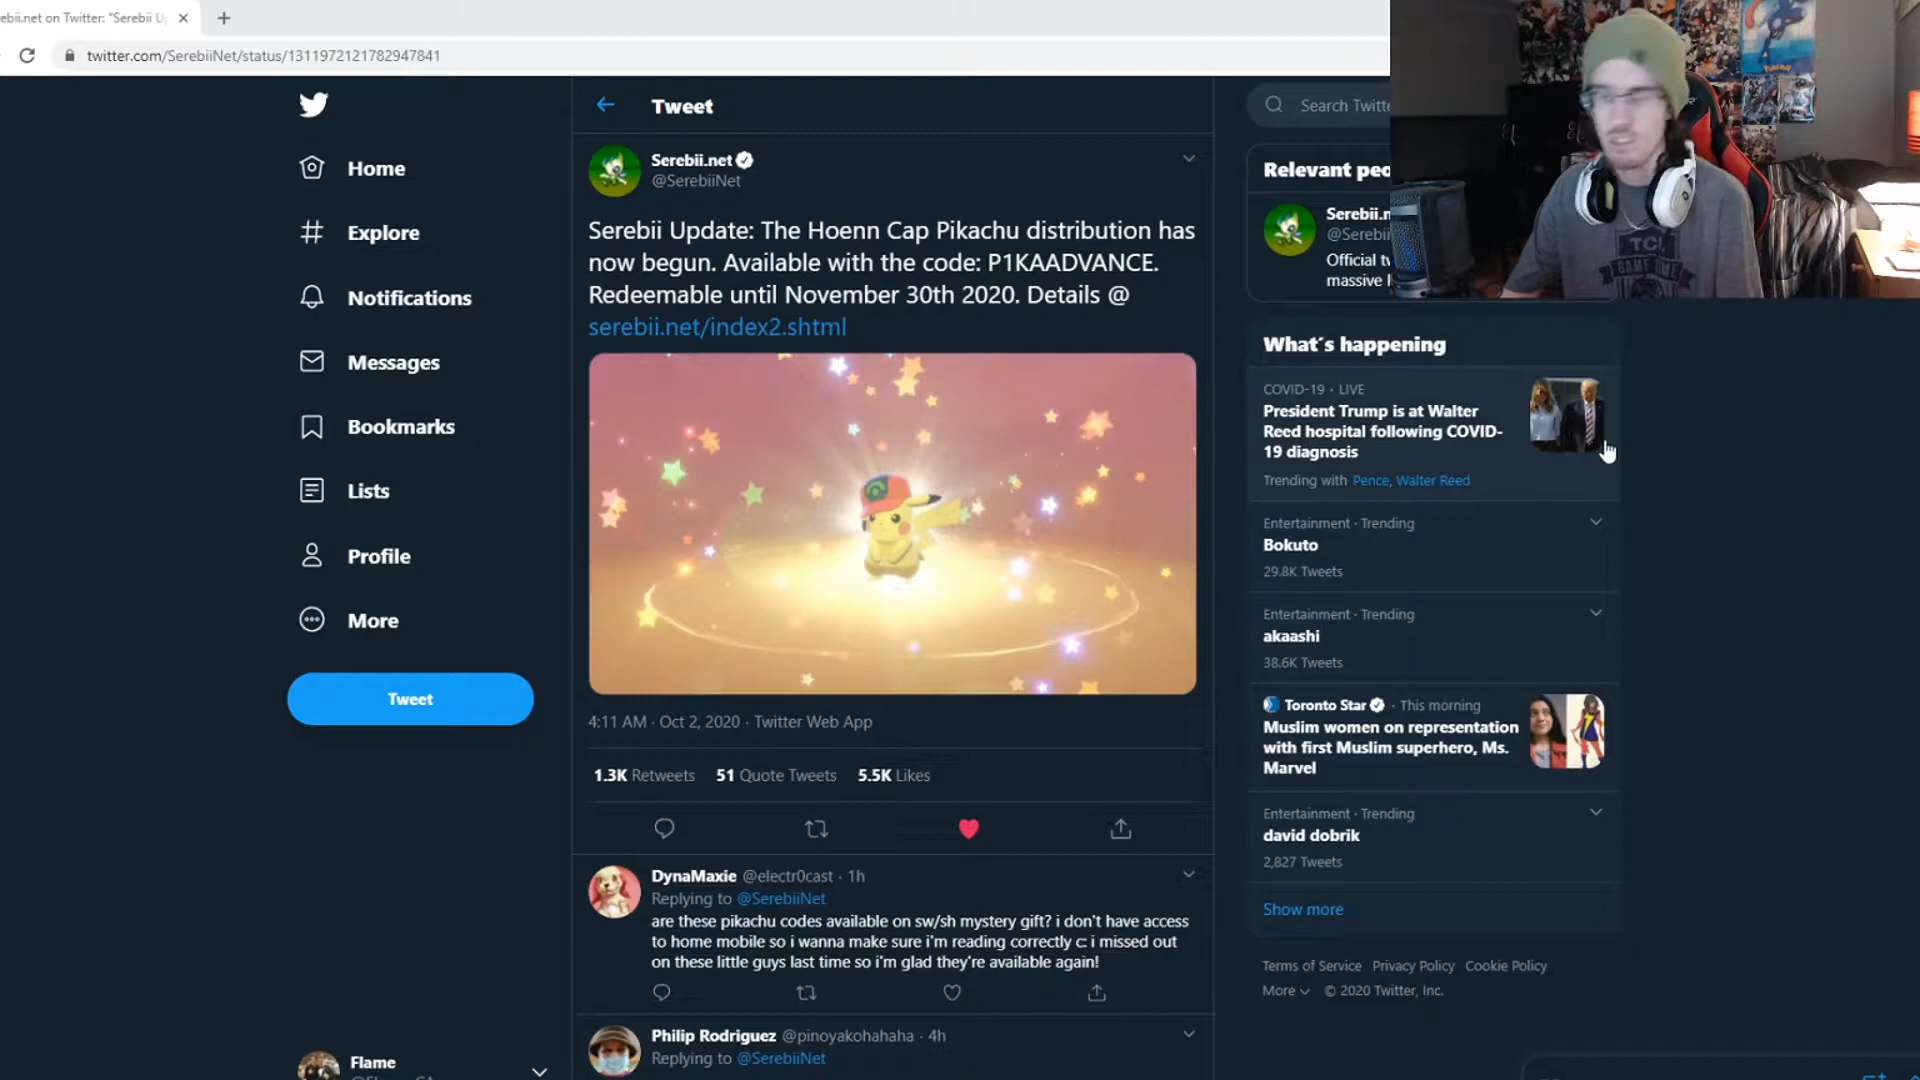 ebii.net on Twitter: "Serebii U
twitter.com/SerebiiNet/status/1311972121782947841
Home
Explore
Notifications
Messages
Bookmarks
Lists
Profile
More
Tweet
Flame
Tweet
Serebii.net
@SerebiiNet
Serebii Update: The Hoenn Cap Pikachu distribution has
now begun. Available with the code: P1KAADVANCE.
Redeemable until November 30th 2020. Details @
serebii.net/index2.shtml
4:11 AM · Oct 2, 2020 · Twitter Web App
1.3K Retweets 51 Quote Tweets 5.5K Likes
DynaMaxie @electr0cast · 1h
Replying to @SerebiiNet
are these pikachu codes available on sw/sh mystery gift? i don't have access
to home mobile so i wanna make sure i'm reading correctly c: i missed out
on these little guys last time so i'm glad they're available again!
Philip Rodriguez @pinoyakohahaha · 4h
Replying to @SerebiiNet
Search Twitte
Relevant peo
Serebii.n
@Serebii
Official tw
massive
What's happening
COVID-19 · LIVE
President Trump is at Walter
Reed hospital following COVID-
19 diagnosis
Trending with Pence, Walter Reed
Entertainment · Trending
Bokuto
29.8K Tweets
Entertainment · Trending
akaashi
38.6K Tweets
Toronto Star · This morning
Muslim women on representation
with first Muslim superhero, Ms.
Marvel
Entertainment · Trending
david dobrik
2,827 Tweets
Show more
Terms of Service Privacy Policy Cookie Policy
More © 2020 Twitter, Inc.